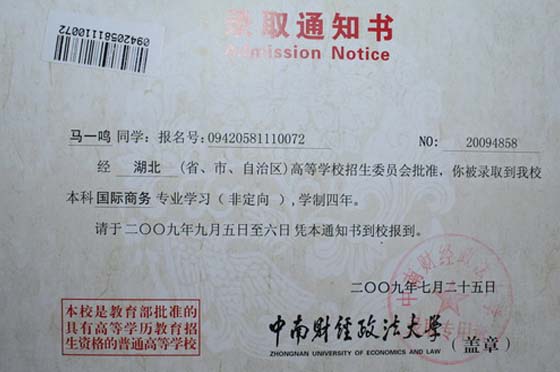 录取通知书
Admission Notice
09420581110072
马一鸣 同学：报名号：09420581110072 NO: 20094858
经 湖北 （省、市、自治区）高等学校招生委员会批准，你被录取到我校
本科 国际商务 专业学习（ 非定向 ），学制四年。
请于二〇〇九年九月五日至六日凭本通知书到校报到。
二〇〇九年七月二十五日
本校是教育部批准的
具有高等学历教育招
生资格的普通高等学校
中南财经政法大学（盖章）
ZHONGNAN UNIVERSITY OF ECONOMICS AND LAW